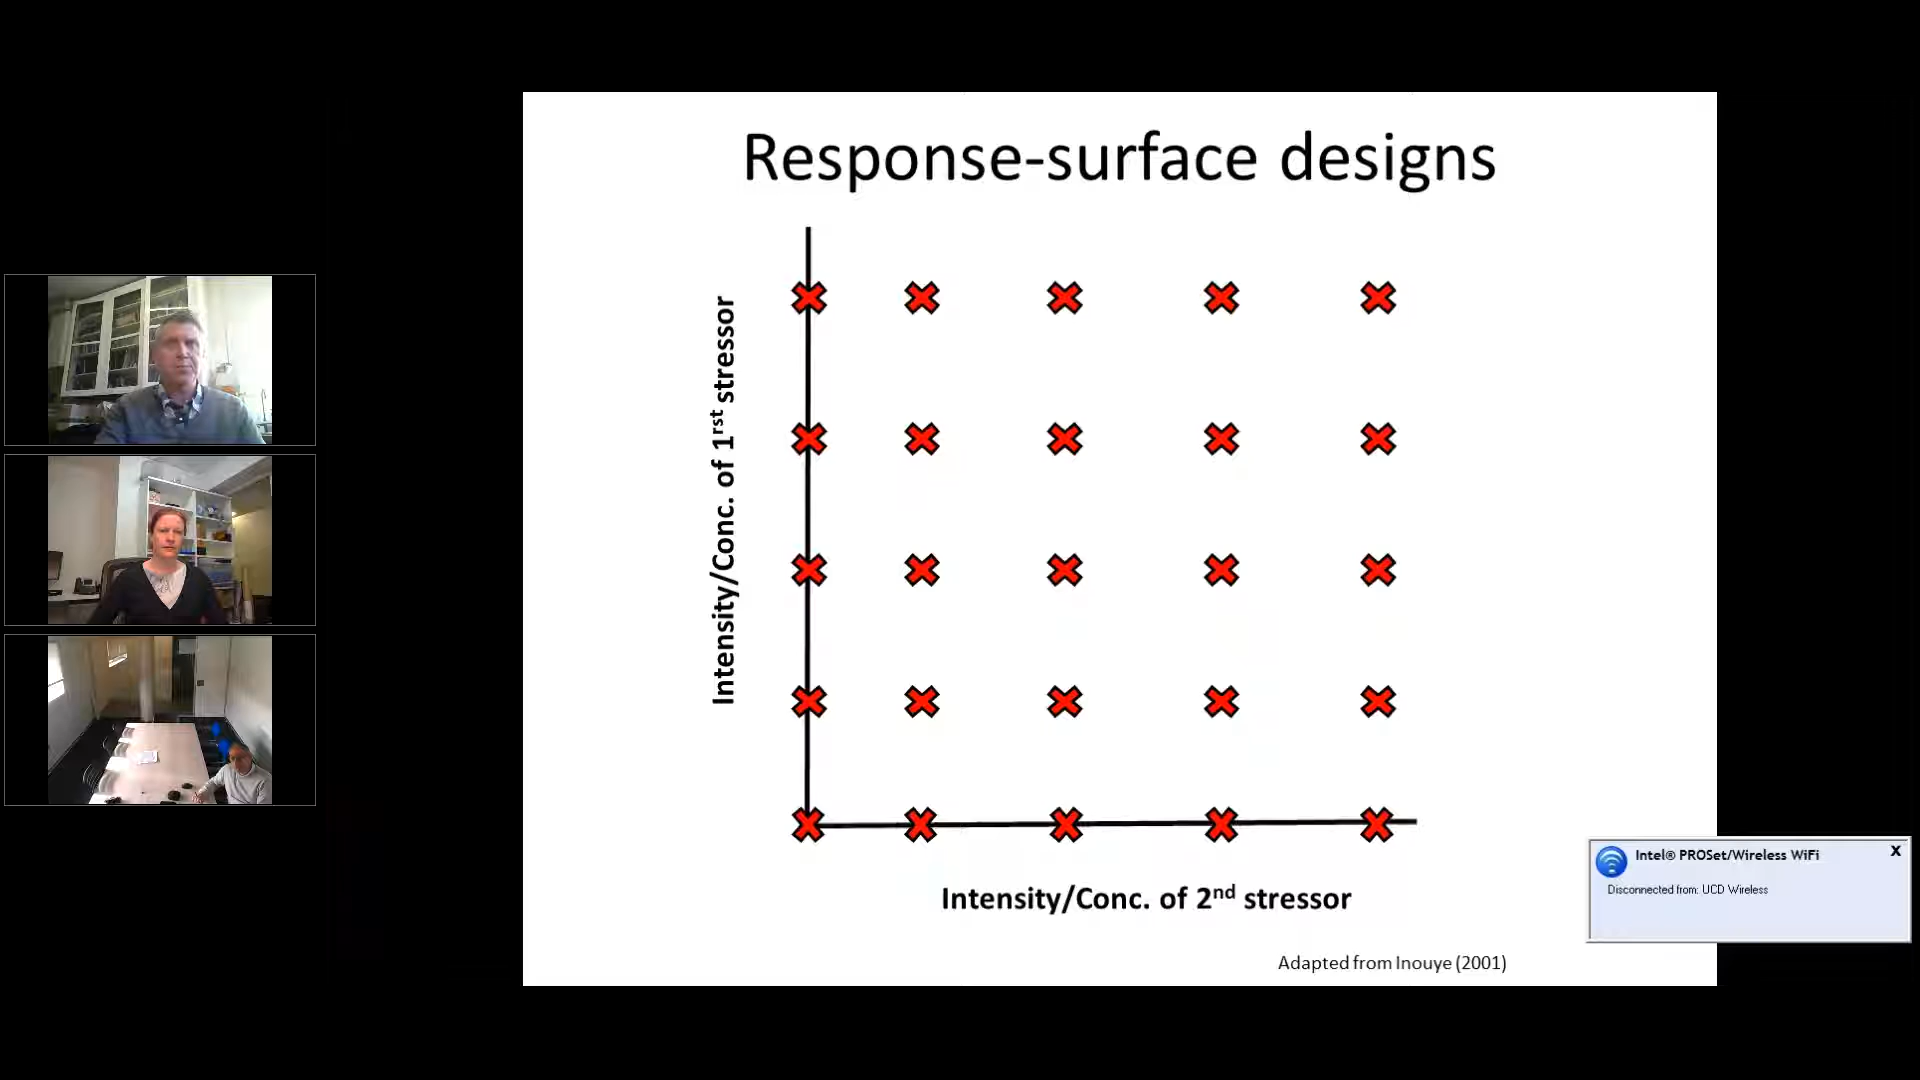 Response-surface designs
Intensity/Conc. of 1rst stressor
Intensity/Conc. of 2nd stressor
Adapted from Inouye (2001)
Intel® PROSet/Wireless WiFi
X
Disconnected from: UCD Wireless